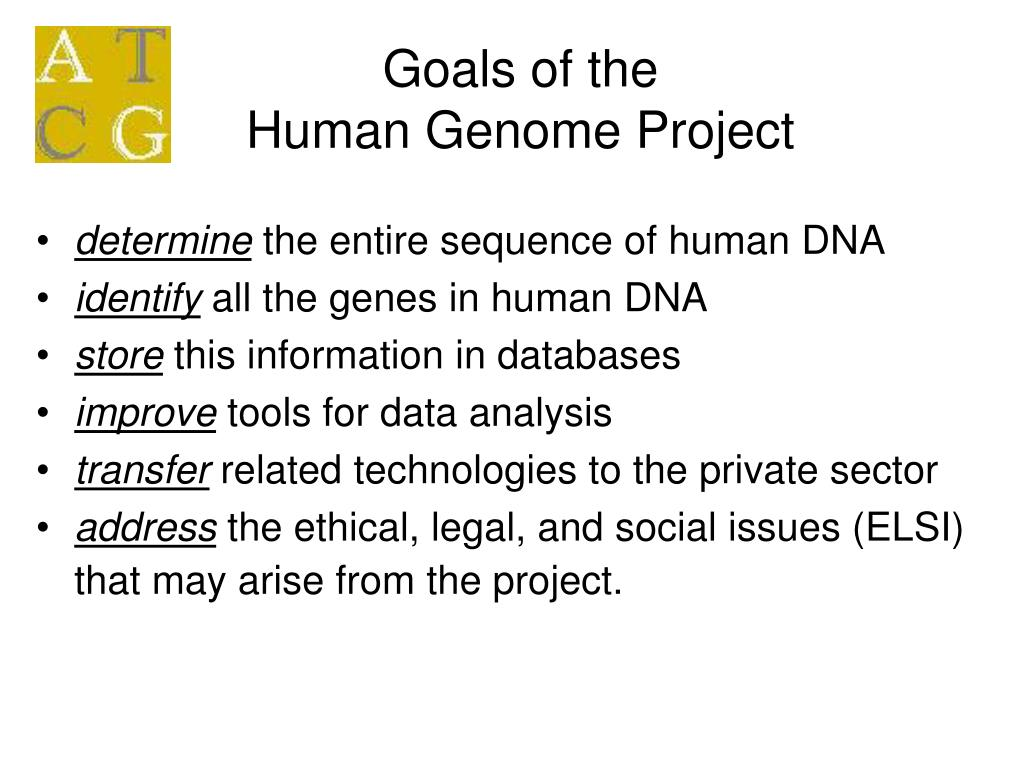 A T
C G
Goals of the
Human Genome Project
• determine the entire sequence of human DNA
• identify all the genes in human DNA
• store this information in databases
• improve tools for data analysis
• transfer related technologies to the private sector
• address the ethical, legal, and social issues (ELSI)
that may arise from the project.